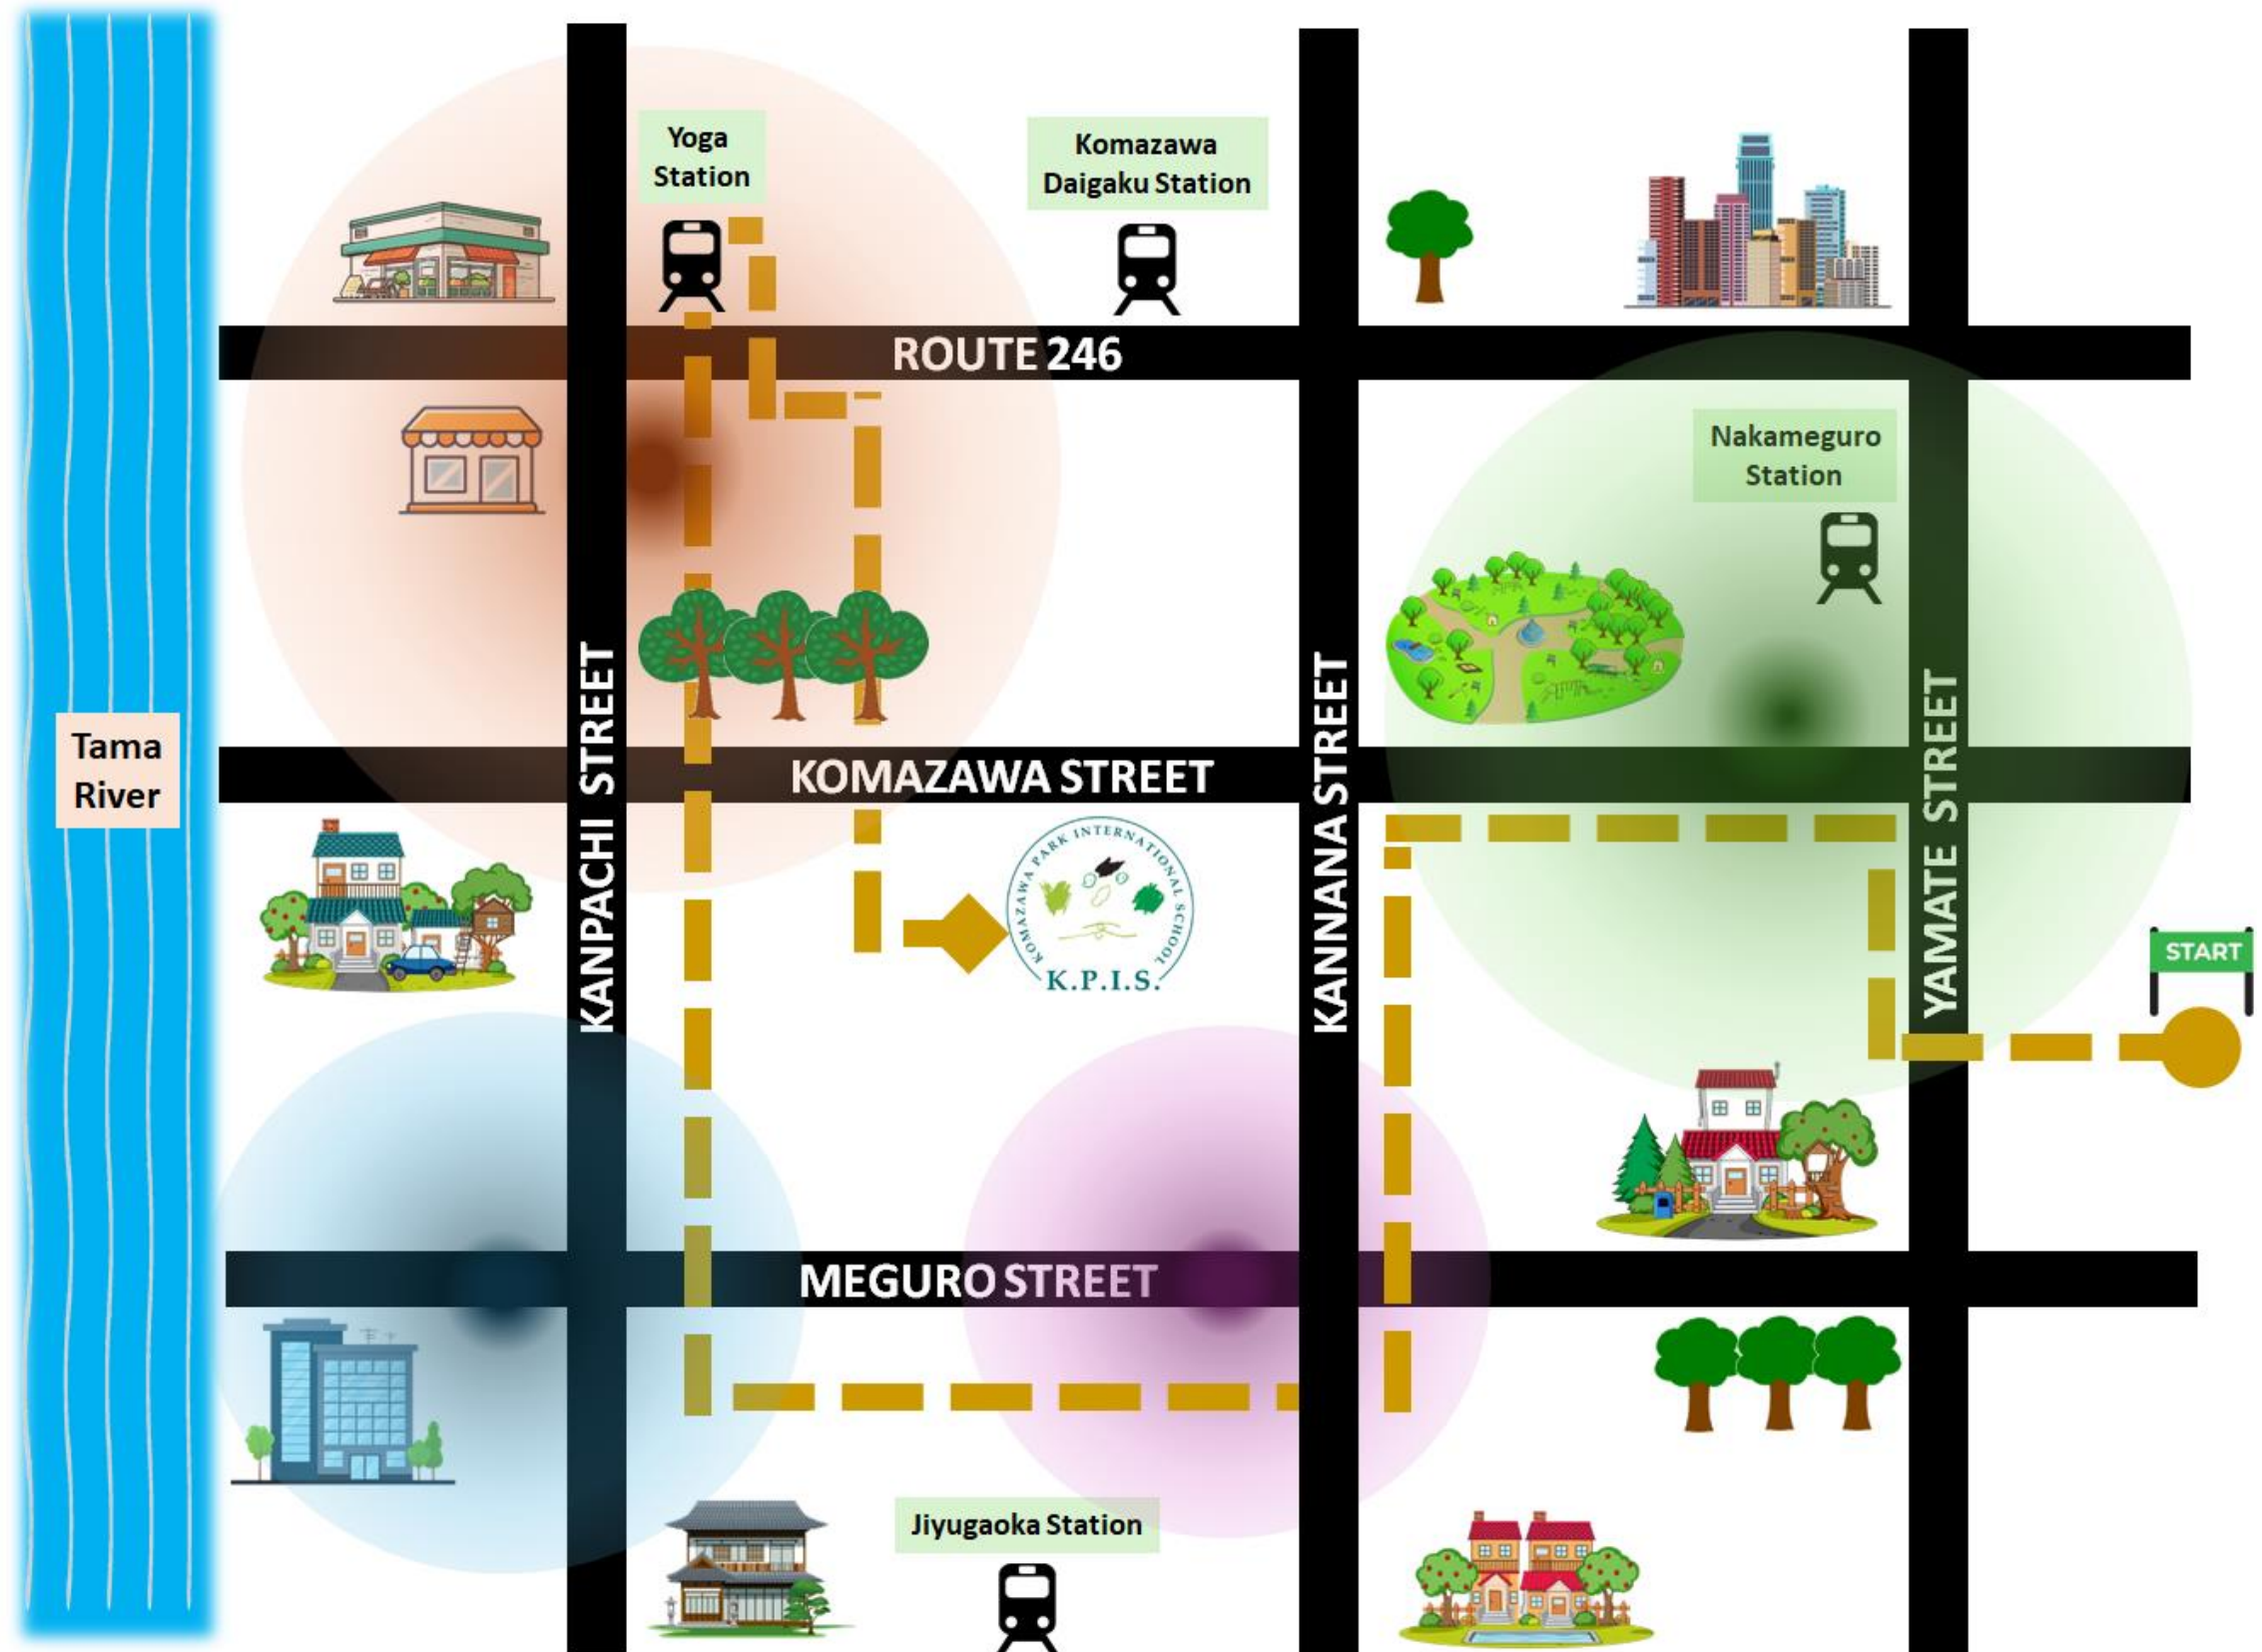 Yoga
Station
Komazawa
Daigaku Station
ROUTE 246
Nakameguro
Station
Tama
River
KANPACHI STREET
KOMAZAWA STREET
KANNANA STREET
YAMATE STREET
KOMAZAWA PARK INTERNATIONAL SCHOOL
K.P.I.S.
START
MEGURO STREET
Jiyugaoka Station